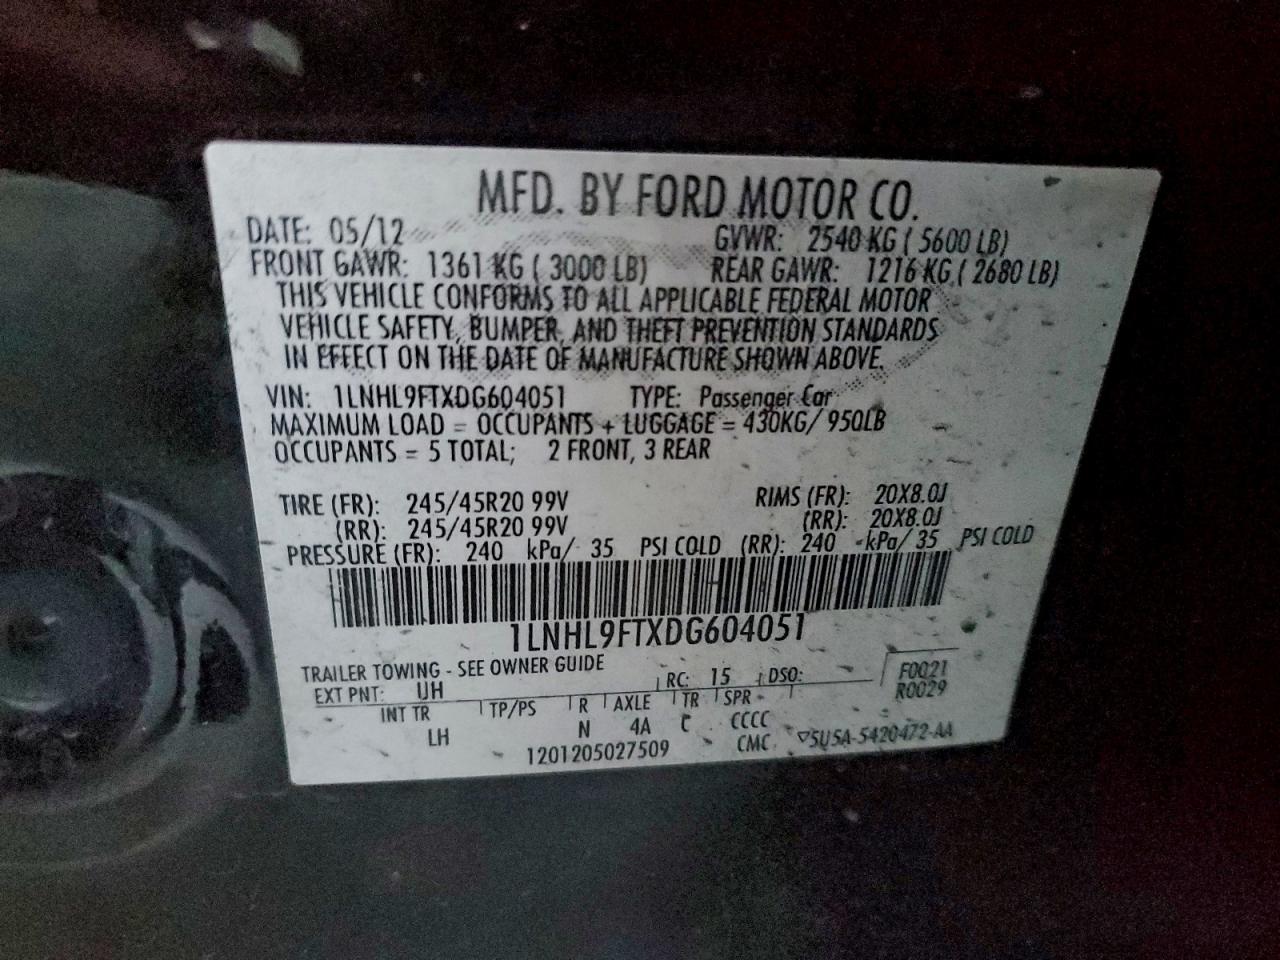 MFD. BY FORD MOTOR CO.
DATE: 05/12 GVWR: 2540 KG ( 5600 LB)
FRONT GAWR: 1361 KG ( 3000 LB) REAR GAWR: 1216 KG ( 2680 LB)
THIS VEHICLE CONFORMS TO ALL APPLICABLE FEDERAL MOTOR
VEHICLE SAFETY, BUMPER, AND THEFT PREVENTION STANDARDS
IN EFFECT ON THE DATE OF MANUFACTURE SHOWN ABOVE.
VIN: 1LNHL9FTXDG604051 TYPE: Passenger Car
MAXIMUM LOAD = OCCUPANTS + LUGGAGE = 430KG/ 950LB
OCCUPANTS = 5 TOTAL; 2 FRONT, 3 REAR
TIRE (FR): 245/45R20 99V RIMS (FR): 20X8.0J
(RR): 245/45R20 99V (RR): 20X8.0J
PRESSURE (FR): 240 kPa/ 35 PSI COLD (RR): 240 kPa/ 35 PSI COLD
1LNHL9FTXDG604051
TRAILER TOWING - SEE OWNER GUIDE
EXT PNT: UH RC: 15 DSO: F0021
R0029
INT TR TP/PS R AXLE TR SPR
LH N 4A C CCCC
1201205027509 CMC ▽5U5A-5420472-AA